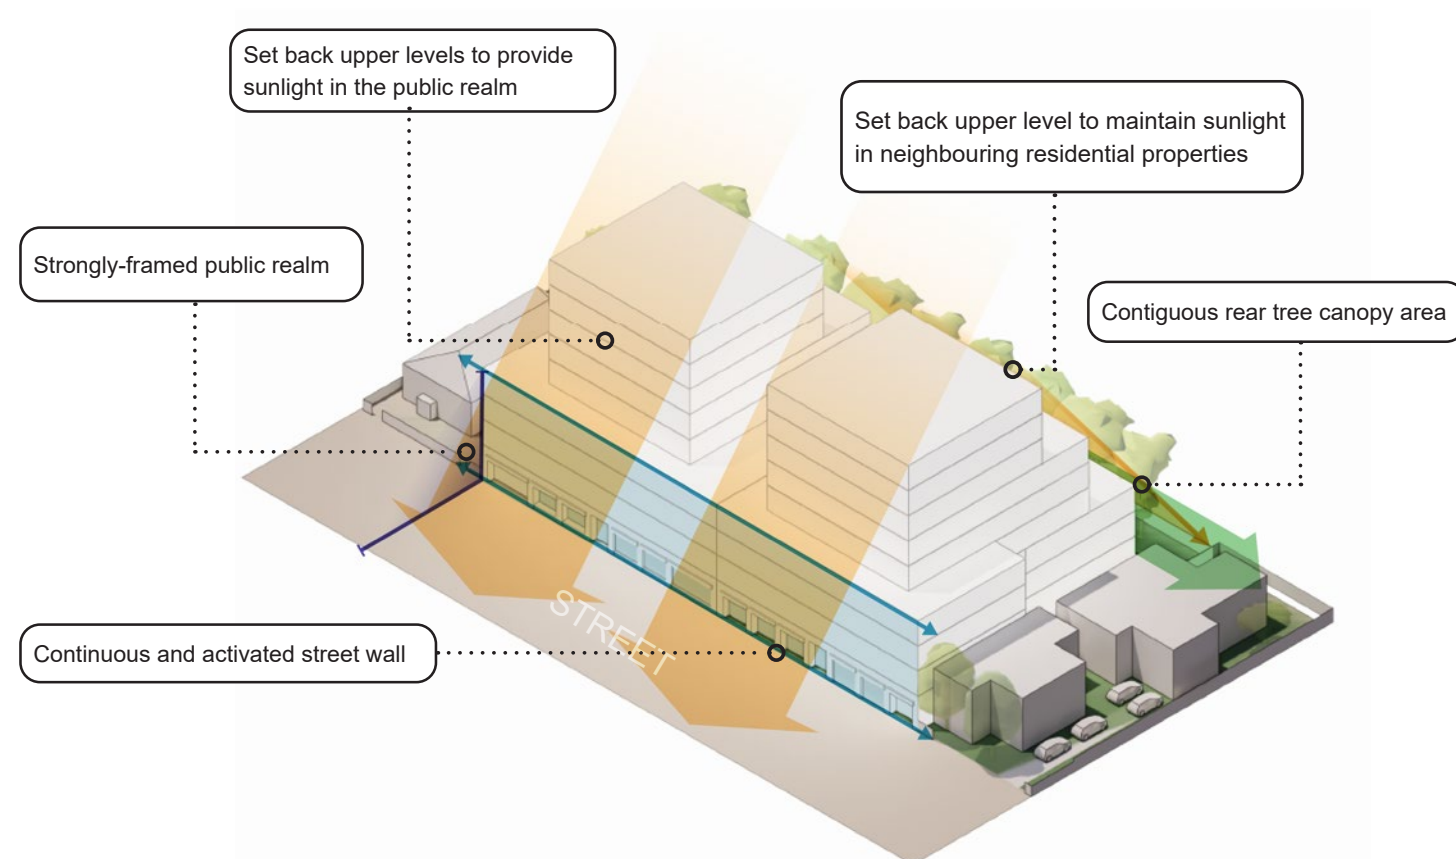 Set back upper levels to provide
sunlight in the public realm
Set back upper level to maintain sunlight
in neighbouring residential properties
Strongly-framed public realm
Contiguous rear tree canopy area
STREET
Continuous and activated street wall